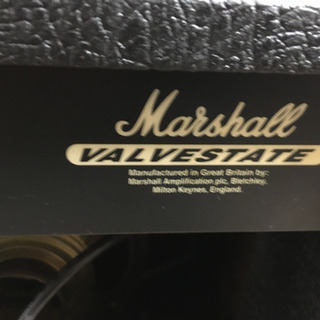 Marshall
VALVESTATE
Manufactured in Great Britain by:
Marshall Amplification plc, Bletchley,
Milton Keynes, England.